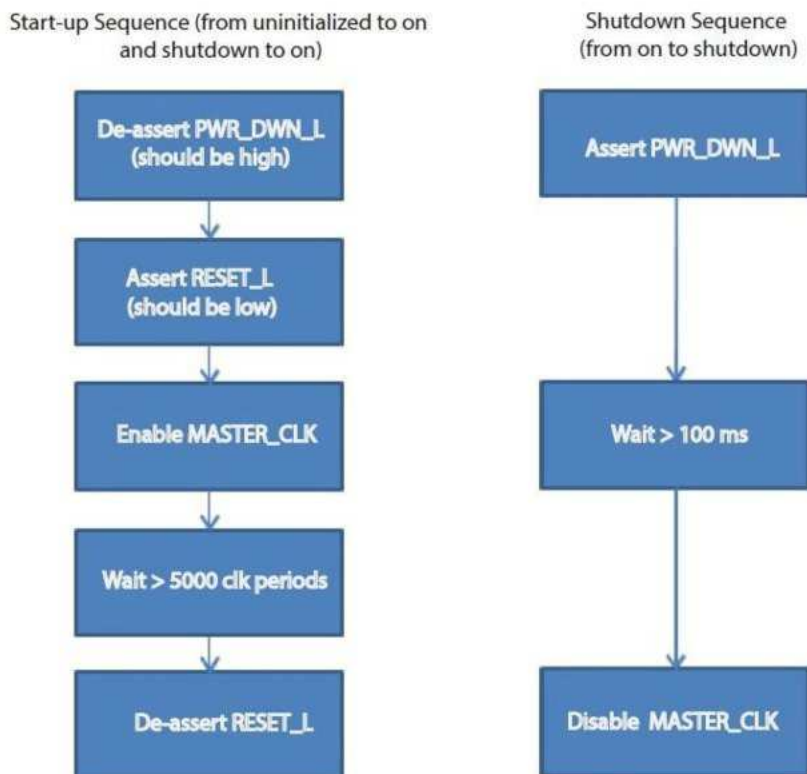 Start-up Sequence (from uninitialized to on
and shutdown to on)
De-assert PWR_DWN_L
(should be high)
Assert RESET_L
(should be low)
Enable MASTER_CLK
Wait > 5000 clk periods
De-assert RESET_L
Shutdown Sequence
(from on to shutdown)
Assert PWR_DWN_L
Wait > 100 ms
Disable MASTER_CLK